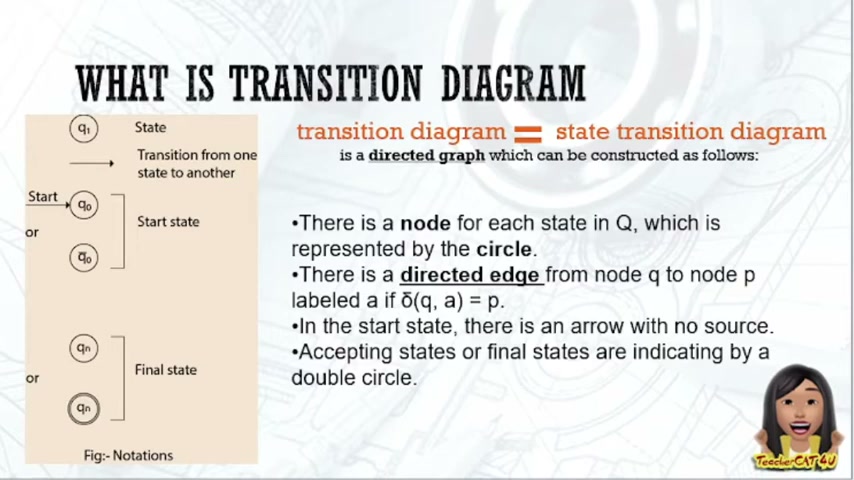 WHAT IS TRANSITION DIAGRAM
q1
State
Transition from one
state to another
Start
q0
or
Start state
q0
qn
or
Final state
qn
Fig:- Notations
transition diagram = state transition diagram
is a directed graph which can be constructed as follows:
•There is a node for each state in Q, which is
represented by the circle.
•There is a directed edge from node q to node p
labeled a if δ(q, a) = p.
•In the start state, there is an arrow with no source.
•Accepting states or final states are indicating by a
double circle.
TeacherCAT 4U